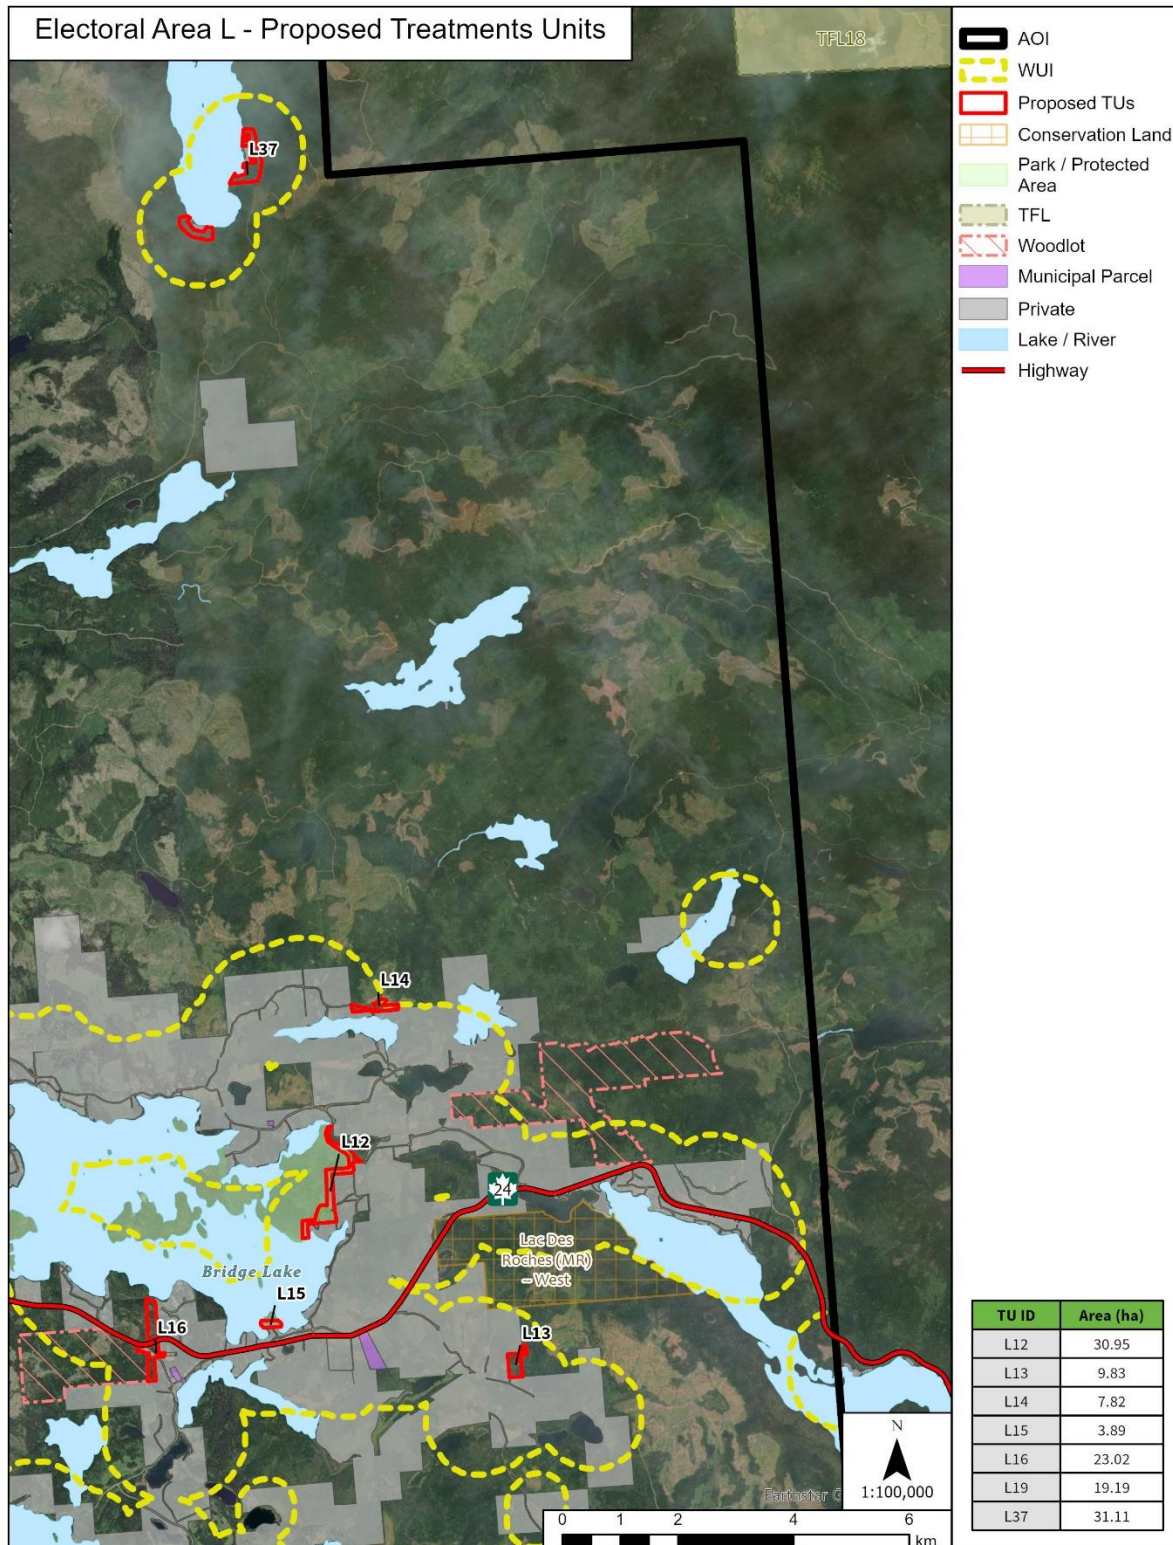 Electoral Area L - Proposed Treatments Units
TFL18
L37
L14
L12
24
Lac Des
Roches (MR)
– West
Bridge Lake
L15
L16
L13
Earthstar G
N
1:100,000
0 1 2 4 6
km
AOI
WUI
Proposed TUs
Conservation Land
Park / Protected
Area
TFL
Woodlot
Municipal Parcel
Private
Lake / River
Highway
TU ID Area (ha)
L12 30.95
L13 9.83
L14 7.82
L15 3.89
L16 23.02
L19 19.19
L37 31.11